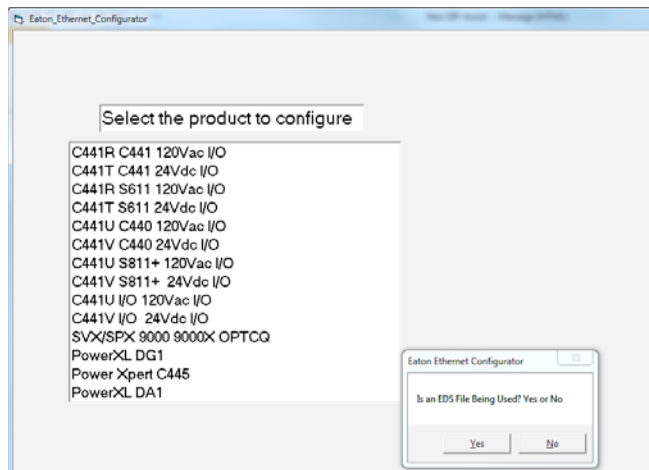 Eaton_Ethernet_Configurator
Select the product to configure
C441R C441 120Vac I/O
C441T C441 24Vdc I/O
C441R S611 120Vac I/O
C441T S611 24Vdc I/O
C441U C440 120Vac I/O
C441V C440 24Vdc I/O
C441U S811+ 120Vac I/O
C441V S811+  24Vdc I/O
C441U I/O 120Vac I/O
C441V I/O  24Vdc I/O
SVX/SPX 9000 9000X OPTCQ
PowerXL DG1
Power Xpert C445
PowerXL DA1
Eaton Ethernet Configurator
Is an EDS File Being Used? Yes or No
Yes
No